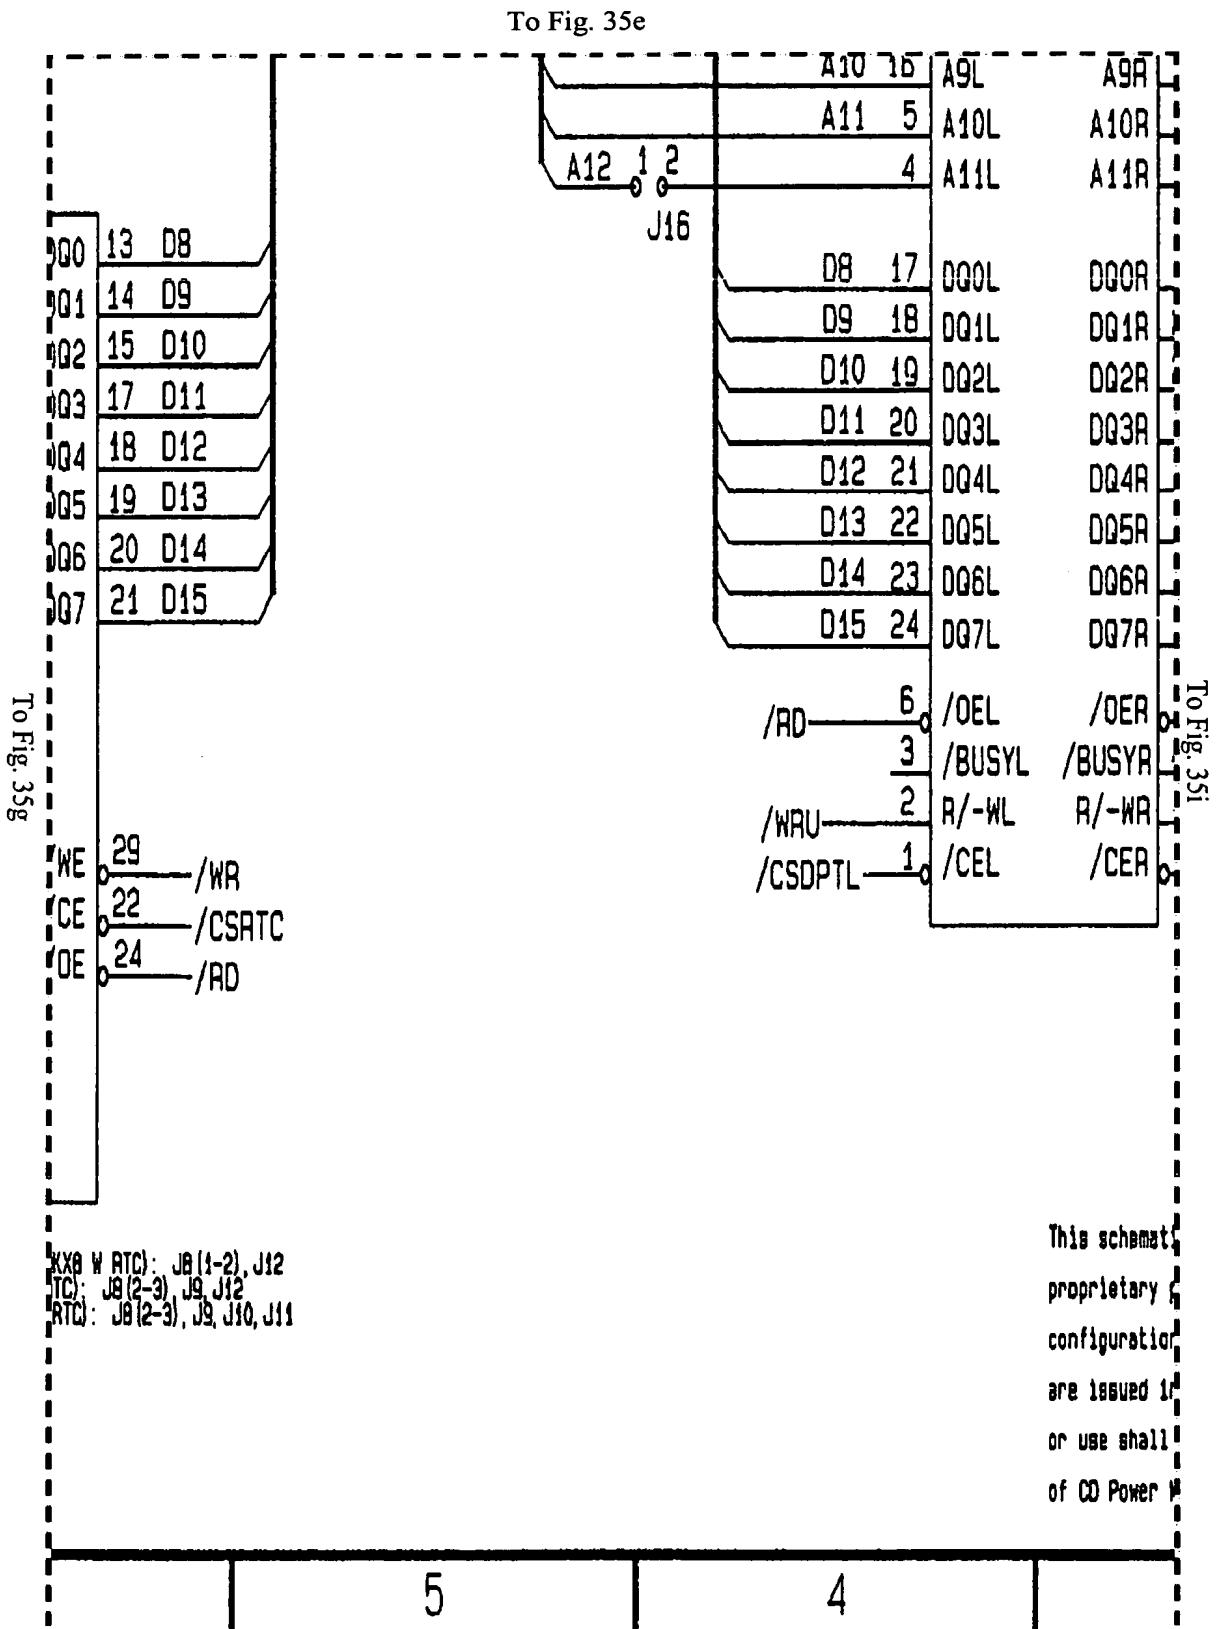 To Fig. 35e
A10 16 A9L A9R
A11 5 A10L A10R
A12 1 2 4 A11L A11R
J16
DQ0 13 D8
DQ1 14 D9
DQ2 15 D10
DQ3 17 D11
DQ4 18 D12
DQ5 19 D13
DQ6 20 D14
DQ7 21 D15
D8 17 DQ0L DQ0R
D9 18 DQ1L DQ1R
D10 19 DQ2L DQ2R
D11 20 DQ3L DQ3R
D12 21 DQ4L DQ4R
D13 22 DQ5L DQ5R
D14 23 DQ6L DQ6R
D15 24 DQ7L DQ7R
/RD 6 /OEL /OER
3 /BUSYL /BUSYR
/WRU 2 R/-WL R/-WR
/CSDPTL 1 /CEL /CER
To Fig. 35g
To Fig. 35i
/WE 29 /WR
/CE 22 /CSRTC
/OE 24 /RD
KX8 W RTC): J8(1-2), J12
TC): J8(2-3), J9, J12
RTC): J8(2-3), J9, J10, J11
This schemati
proprietary
configuration
are issued in
or use shall
of CD Power
5 4